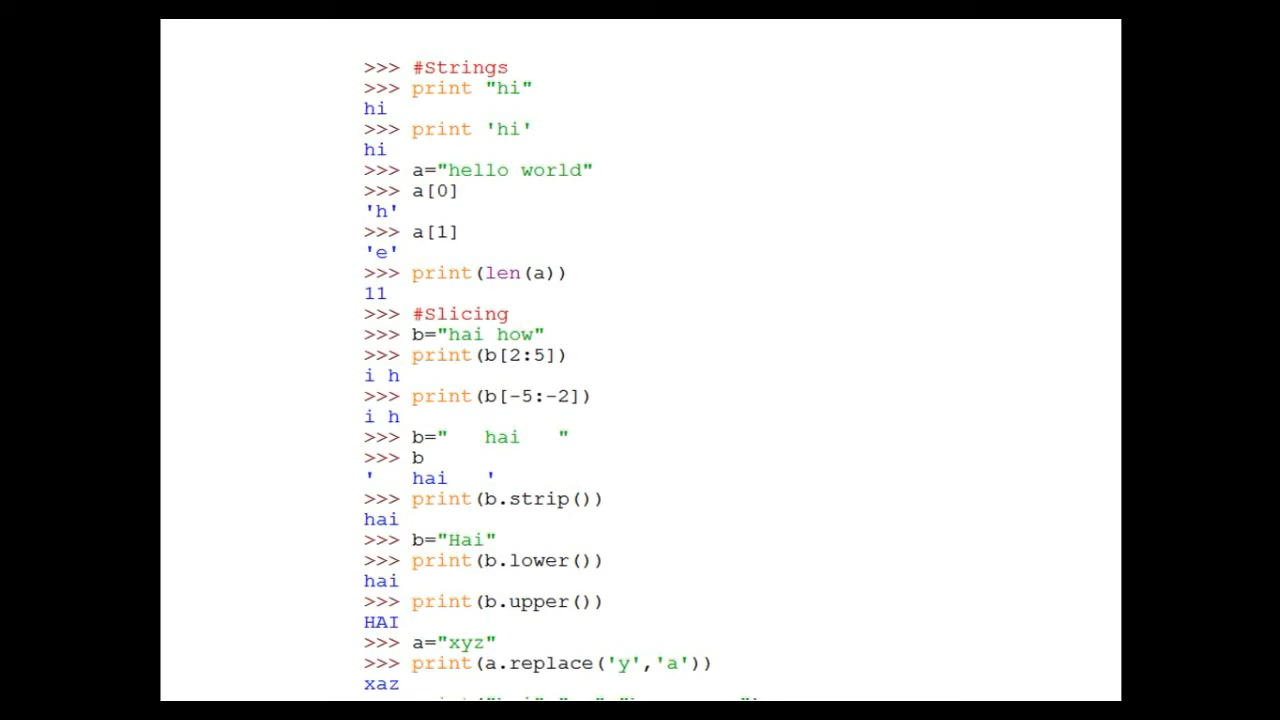 >>> #Strings
>>> print "hi"
hi
>>> print 'hi'
hi
>>> a="hello world"
>>> a[0]
'h'
>>> a[1]
'e'
>>> print(len(a))
11
>>> #Slicing
>>> b="hai how"
>>> print(b[2:5])
i h
>>> print(b[-5:-2])
i h
>>> b="   hai   "
>>> b
'   hai   '
>>> print(b.strip())
hai
>>> b="Hai"
>>> print(b.lower())
hai
>>> print(b.upper())
HAI
>>> a="xyz"
>>> print(a.replace('y','a'))
xaz